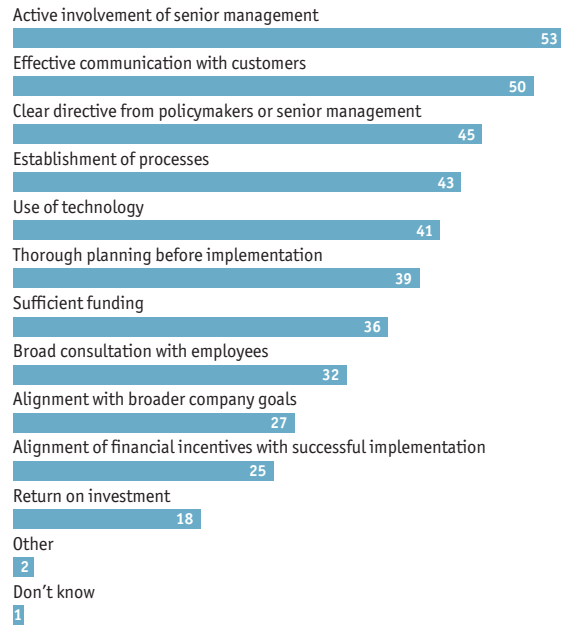 Active involvement of senior management
53
Effective communication with customers
50
Clear directive from policymakers or senior management
45
Establishment of processes
43
Use of technology
41
Thorough planning before implementation
39
Sufficient funding
36
Broad consultation with employees
32
Alignment with broader company goals
27
Alignment of financial incentives with successful implementation
25
Return on investment
18
Other
2
Don’t know
1